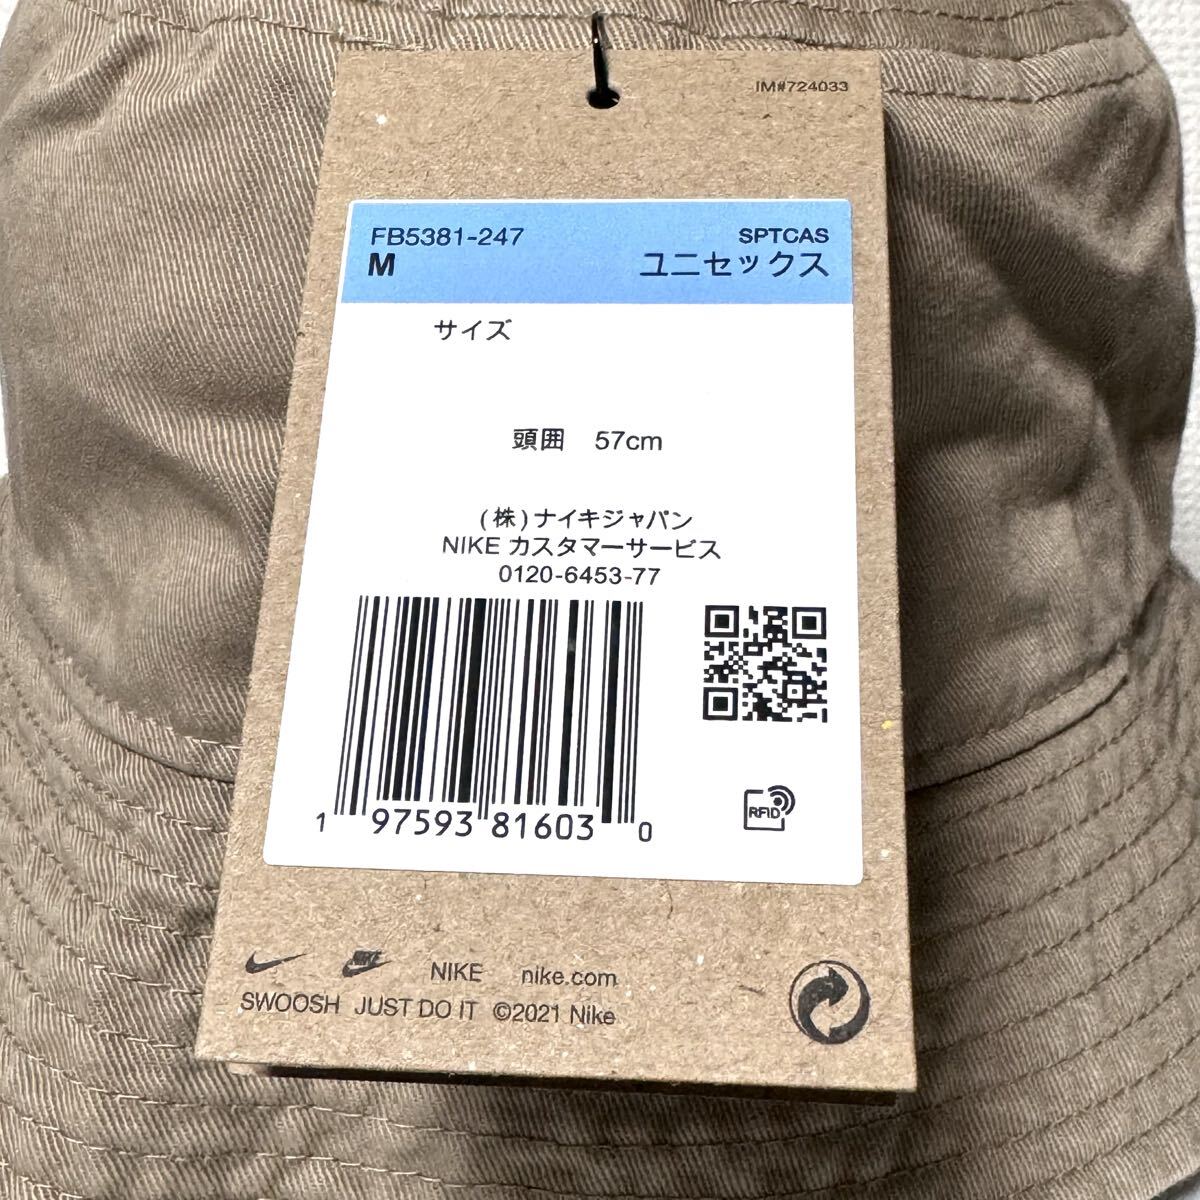 IM#724033
FB5381-247
SPTCAS
M
ユニセックス
サイズ
頭囲 57cm
(株)ナイキジャパン
NIKE カスタマーサービス
0120-6453-77
1 97593 81603 0
RFID
NIKE NIKE nike.com
SWOOSH JUST DO IT ©2021 Nike